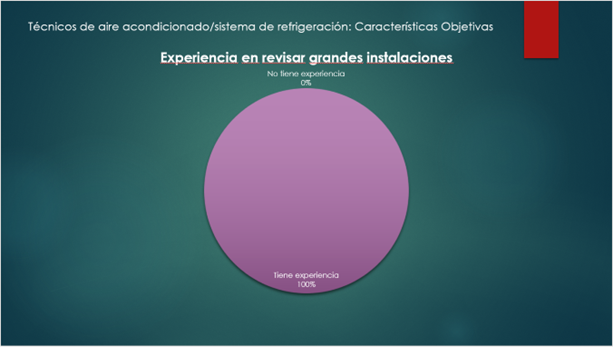 Técnicos de aire acondicionado/sistema de refrigeración: Características Objetivas
Experiencia en revisar grandes instalaciones
No tiene experiencia
0%
Tiene experiencia
100%